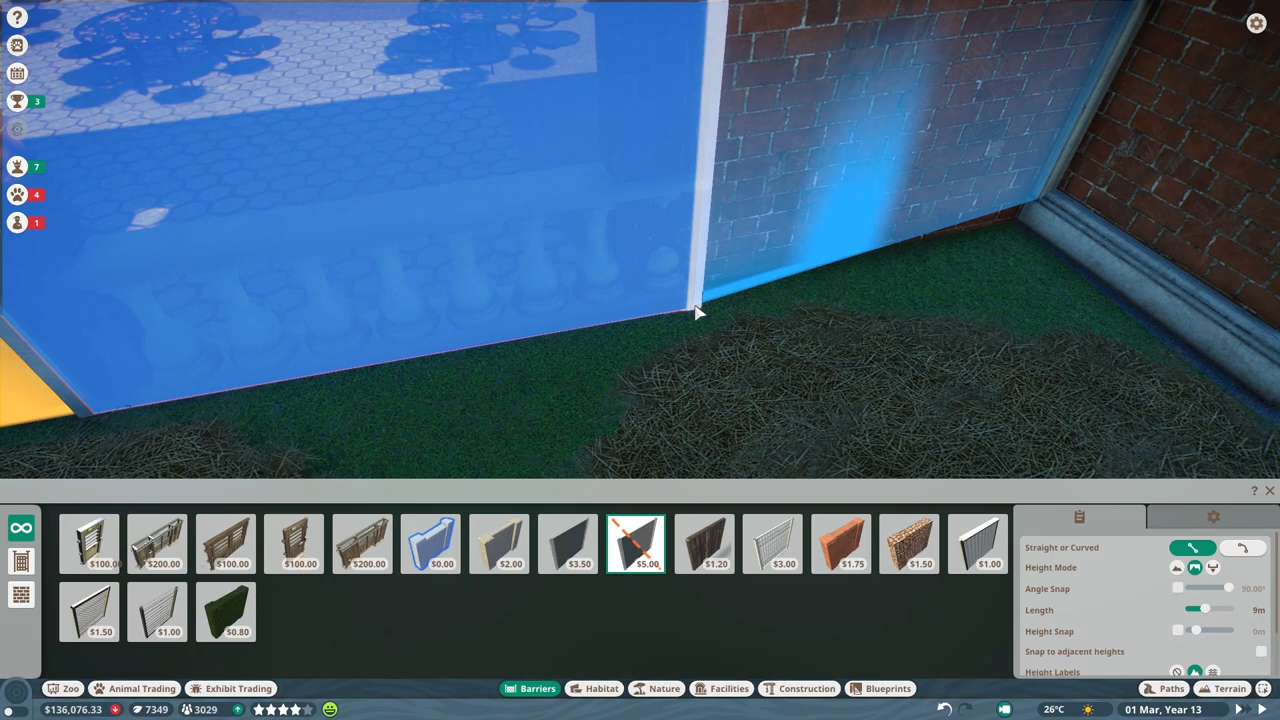 ?
3
7
4
1
? ×
$100.00 $200.00 $100.00 $100.00 $200.00 $0.00 $2.00 $3.50 $5.00 $1.20 $3.00 $1.75 $1.50 $1.00
$1.50 $1.00 $0.80
Straight or Curved
Height Mode
Angle Snap 90.00°
Length 9m
Height Snap 0m
Snap to adjacent heights
Height Labels
Zoo Animal Trading Exhibit Trading Barriers Habitat Nature Facilities Construction Blueprints Paths Terrain
$136,076.33 7349 3029 26°C 01 Mar, Year 13